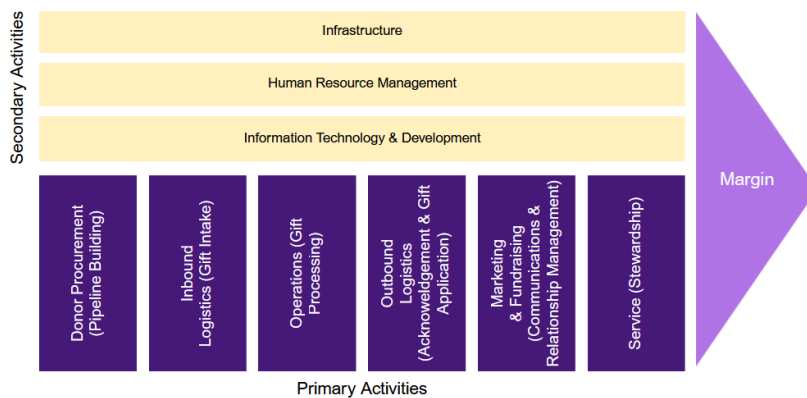 Secondary Activities
Infrastructure
Human Resource Management
Information Technology & Development
Donor Procurement
(Pipeline Building)
Inbound
Logistics (Gift Intake)
Operations (Gift
Processing)
Outbound
Logistics
(Acknoweldgement & Gift
Application)
Marketing
& Fundraising
(Communications &
Relationship Management)
Service (Stewardship)
Margin
Primary Activities